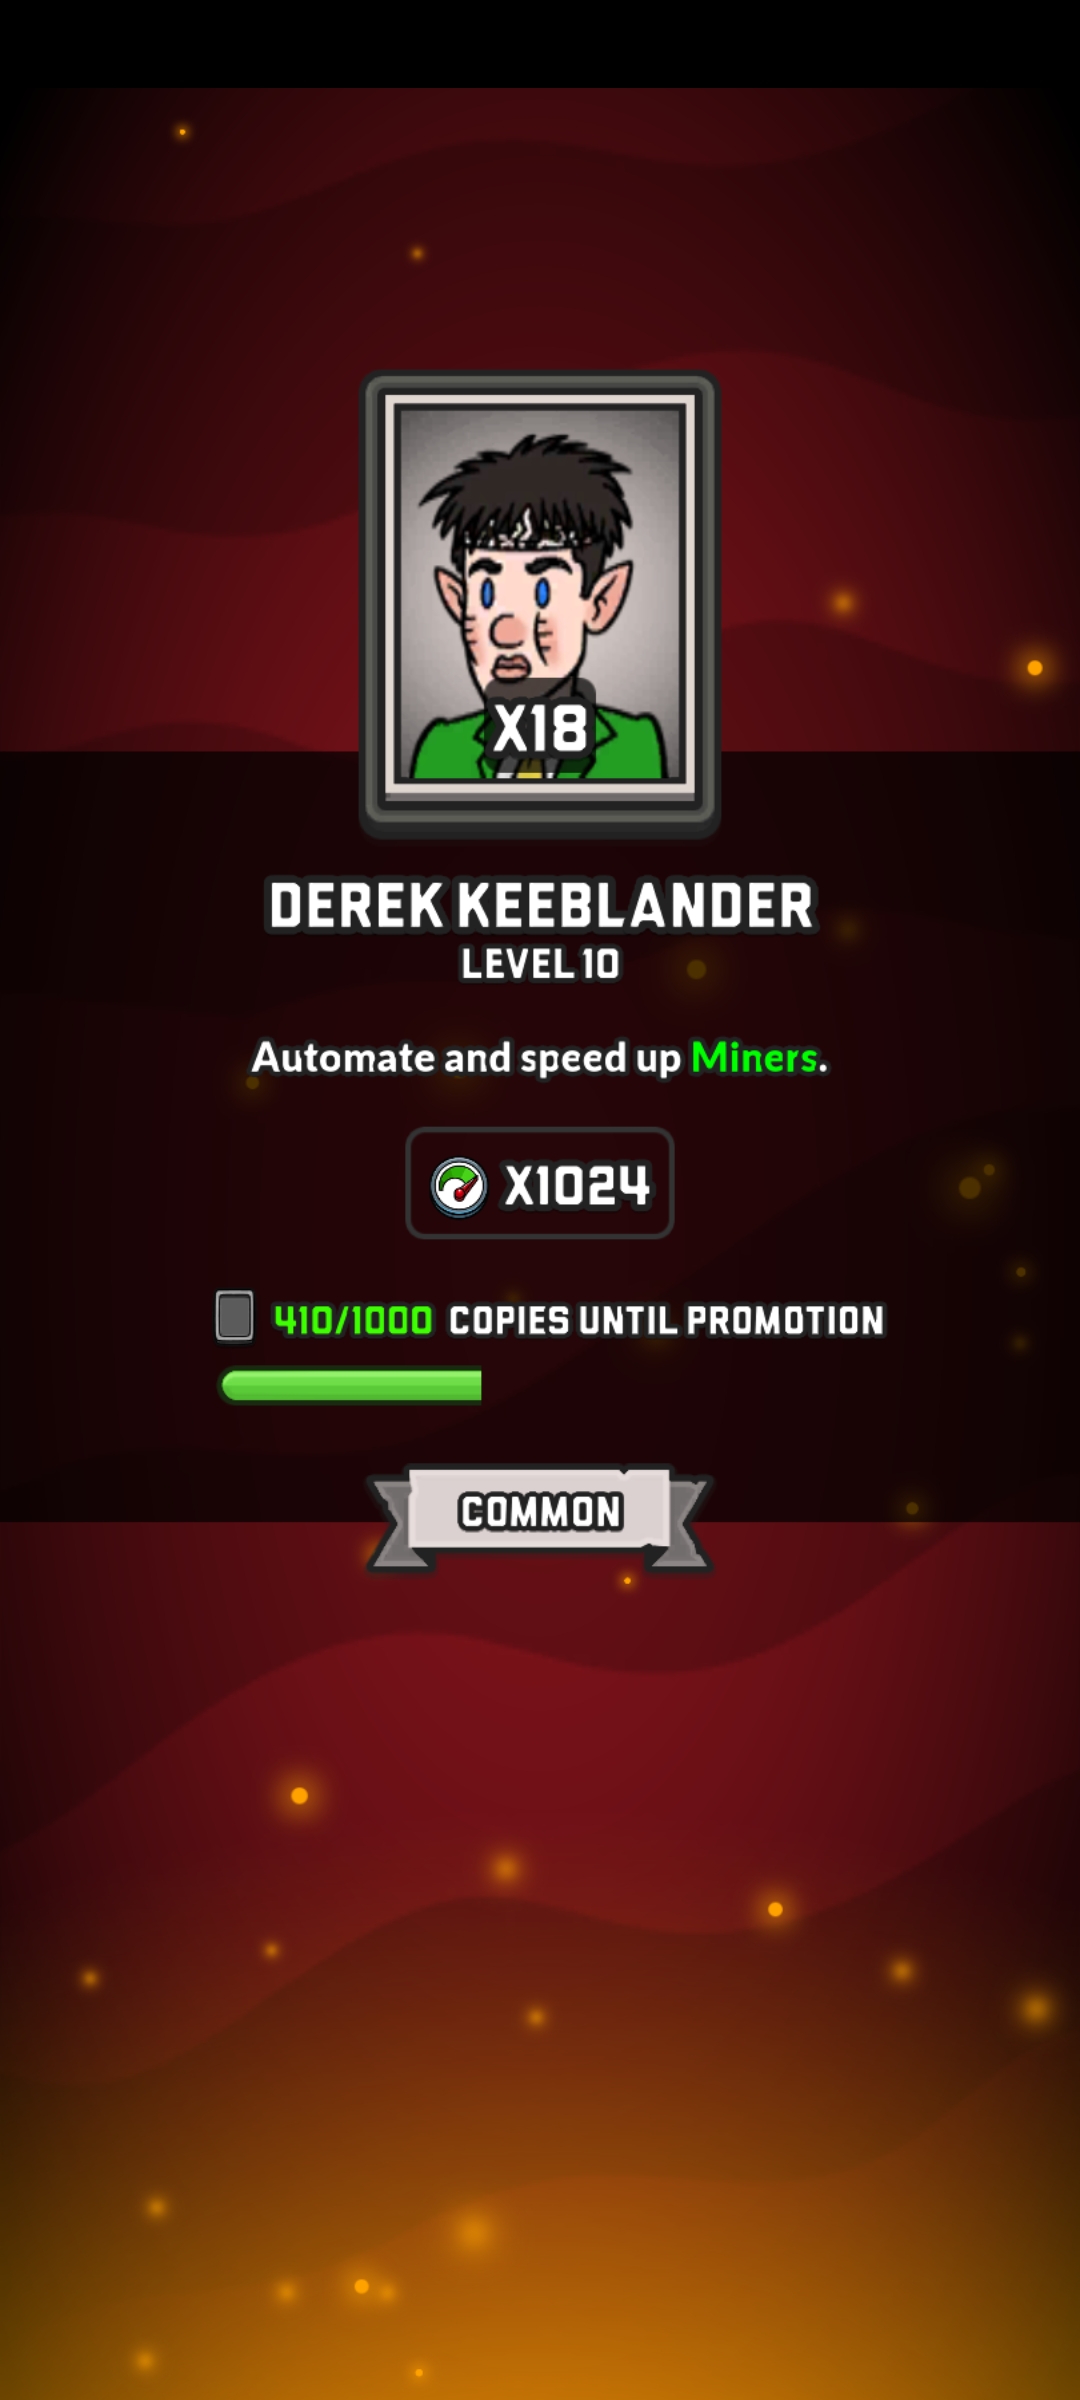 X18
DEREK KEEBLANDER
LEVEL 10
Automate and speed up Miners.
X1024
410/1000 COPIES UNTIL PROMOTION
COMMON